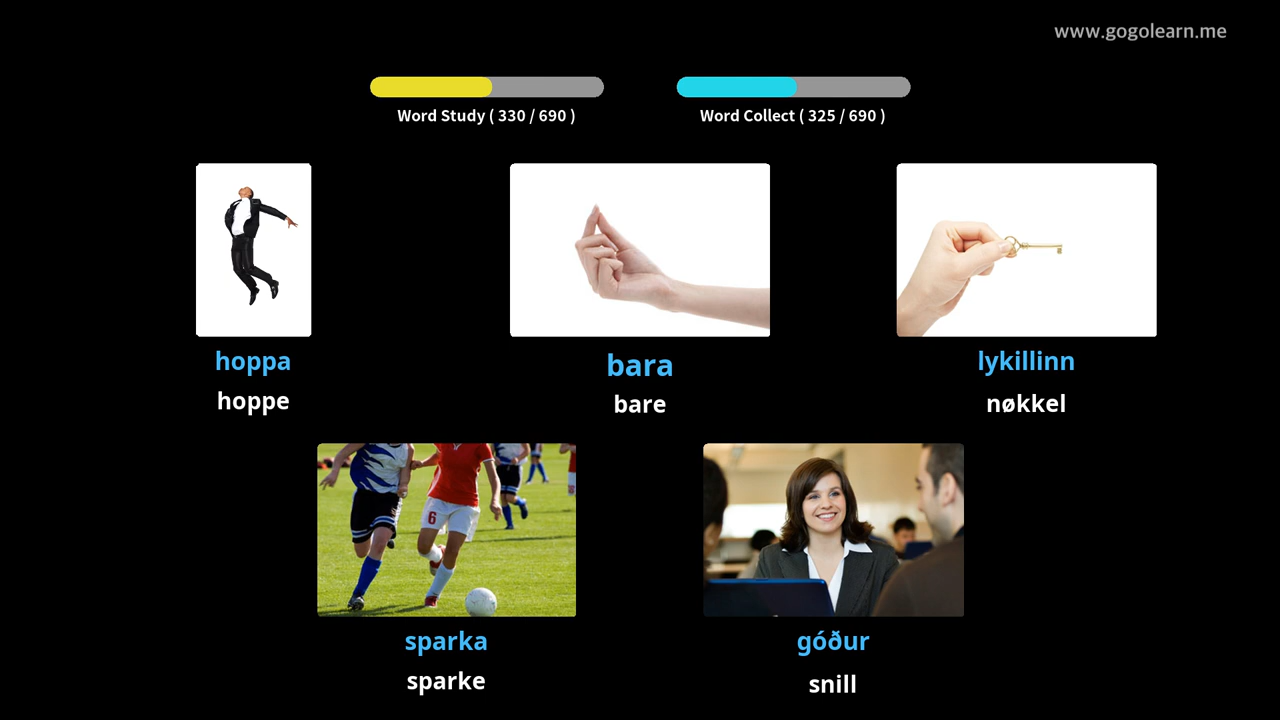 www.gogolearn.me
Word Study ( 330 / 690 )
Word Collect ( 325 / 690 )
hoppa
hoppe
bara
bare
lykillinn
nøkkel
sparka
sparke
góður
snill